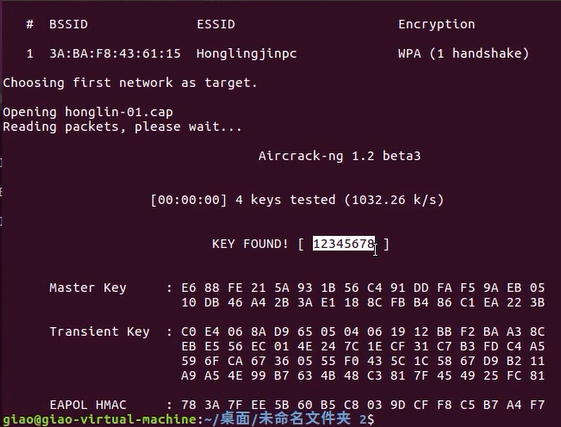 # BSSID ESSID Encryption
1 3A:BA:F8:43:61:15 Honglingjinpc WPA (1 handshake)
Choosing first network as target.
Opening honglin-01.cap
Reading packets, please wait...
Aircrack-ng 1.2 beta3
[00:00:00] 4 keys tested (1032.26 k/s)
KEY FOUND! [ 12345678 ]
Master Key : E6 88 FE 21 5A 93 1B 56 C4 91 DD FA F5 9A EB 05
10 DB 46 A4 2B 3A E1 18 8C FB B4 86 C1 EA 22 3B
Transient Key : C0 E4 06 8A D9 65 05 04 06 19 12 BB F2 BA A3 8C
EB E5 56 EC 01 4E 24 7C 1E CF 31 C7 B3 FD C4 A5
59 6F CA 67 36 05 55 F0 43 5C 1C 58 67 D9 B2 11
A9 A5 4E 99 B7 63 4B 48 C3 81 7F 45 49 25 FC 81
EAPOL HMAC : 78 3A 7F EE 5B 60 B5 C8 03 9D CF F8 C5 B7 A4 F7
giao@giao-virtual-machine:~/桌面/未命名文件夹 2$